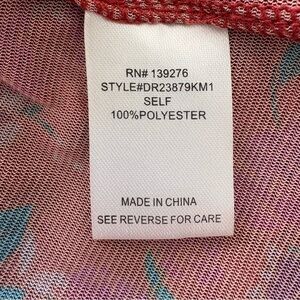 RN# 139276
STYLE#DR23879KM1
SELF
100%POLYESTER
MADE IN CHINA
SEE REVERSE FOR CARE